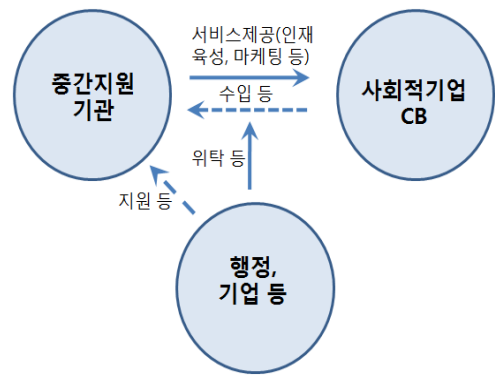 서비스제공(인재
육성, 마케팅 등)
중간지원
기관
수입 등
사회적기업
CB
위탁 등
지원 등
행정,
기업 등